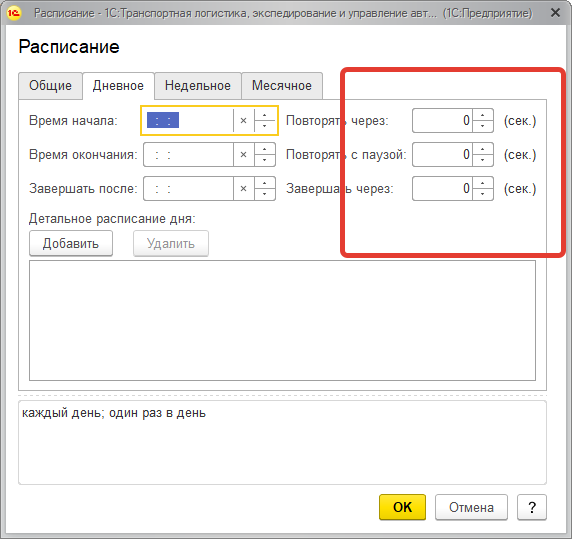 1С Расписание - 1С:Транспортная логистика, экспедирование и управление авт... (1С:Предприятие) ×
Расписание
Общие Дневное Недельное Месячное
Время начала: : : × Повторять через: 0 (сек.)
Время окончания: : : Повторять с паузой: 0 (сек.)
Завершать после: : : × Завершать через: 0 (сек.)
Детальное расписание дня:
Добавить Удалить
каждый день; один раз в день
OK Отмена ?